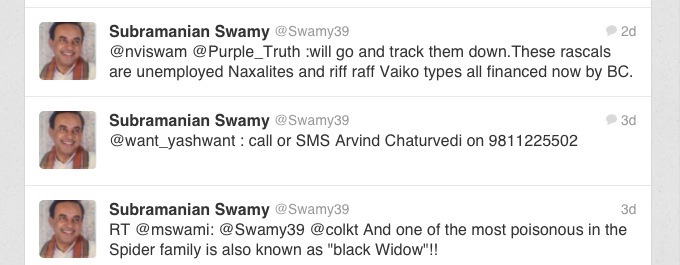 Subramanian Swamy @Swamy39 2d
@nviswam @Purple_Truth :will go and track them down.These rascals
are unemployed Naxalites and riff raff Vaiko types all financed now by BC.
Subramanian Swamy @Swamy39 3d
@want_yashwant : call or SMS Arvind Chaturvedi on 9811225502
Subramanian Swamy @Swamy39 3d
RT @mswami: @Swamy39 @colkt And one of the most poisonous in the
Spider family is also known as "black Widow"!!